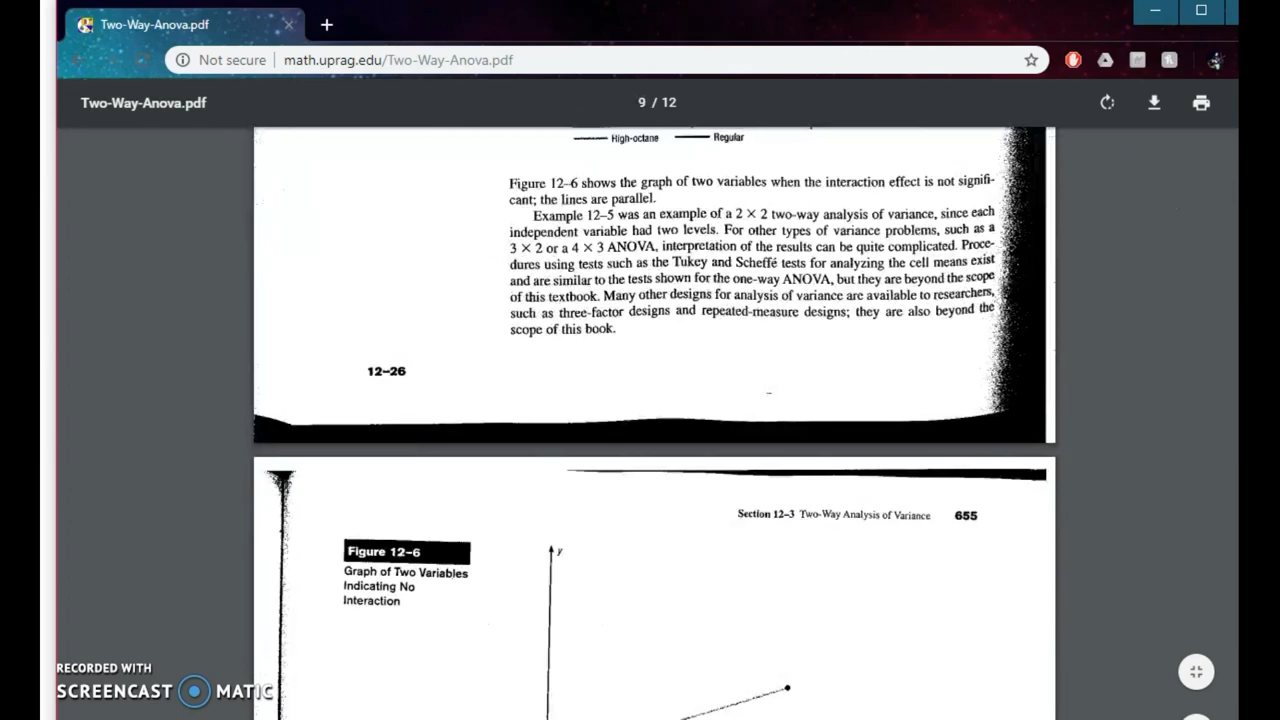 Two-Way-Anova.pdf
Not secure
math.uprag.edu/Two-Way-Anova.pdf
Two-Way-Anova.pdf
9 / 12
High-octane
Regular
Figure 12–6 shows the graph of two variables when the interaction effect is not signifi-
cant; the lines are parallel.
Example 12–5 was an example of a 2 × 2 two-way analysis of variance, since each
independent variable had two levels. For other types of variance problems, such as a
3 × 2 or a 4 × 3 ANOVA, interpretation of the results can be quite complicated. Proce-
dures using tests such as the Tukey and Scheffé tests for analyzing the cell means exist
and are similar to the tests shown for the one-way ANOVA, but they are beyond the scope
of this textbook. Many other designs for analysis of variance are available to researchers,
such as three-factor designs and repeated-measure designs; they are also beyond the
scope of this book.
12–26
Section 12–3 Two-Way Analysis of Variance 655
Figure 12–6
Graph of Two Variables
Indicating No
Interaction
y
RECORDED WITH
SCREENCAST MATIC